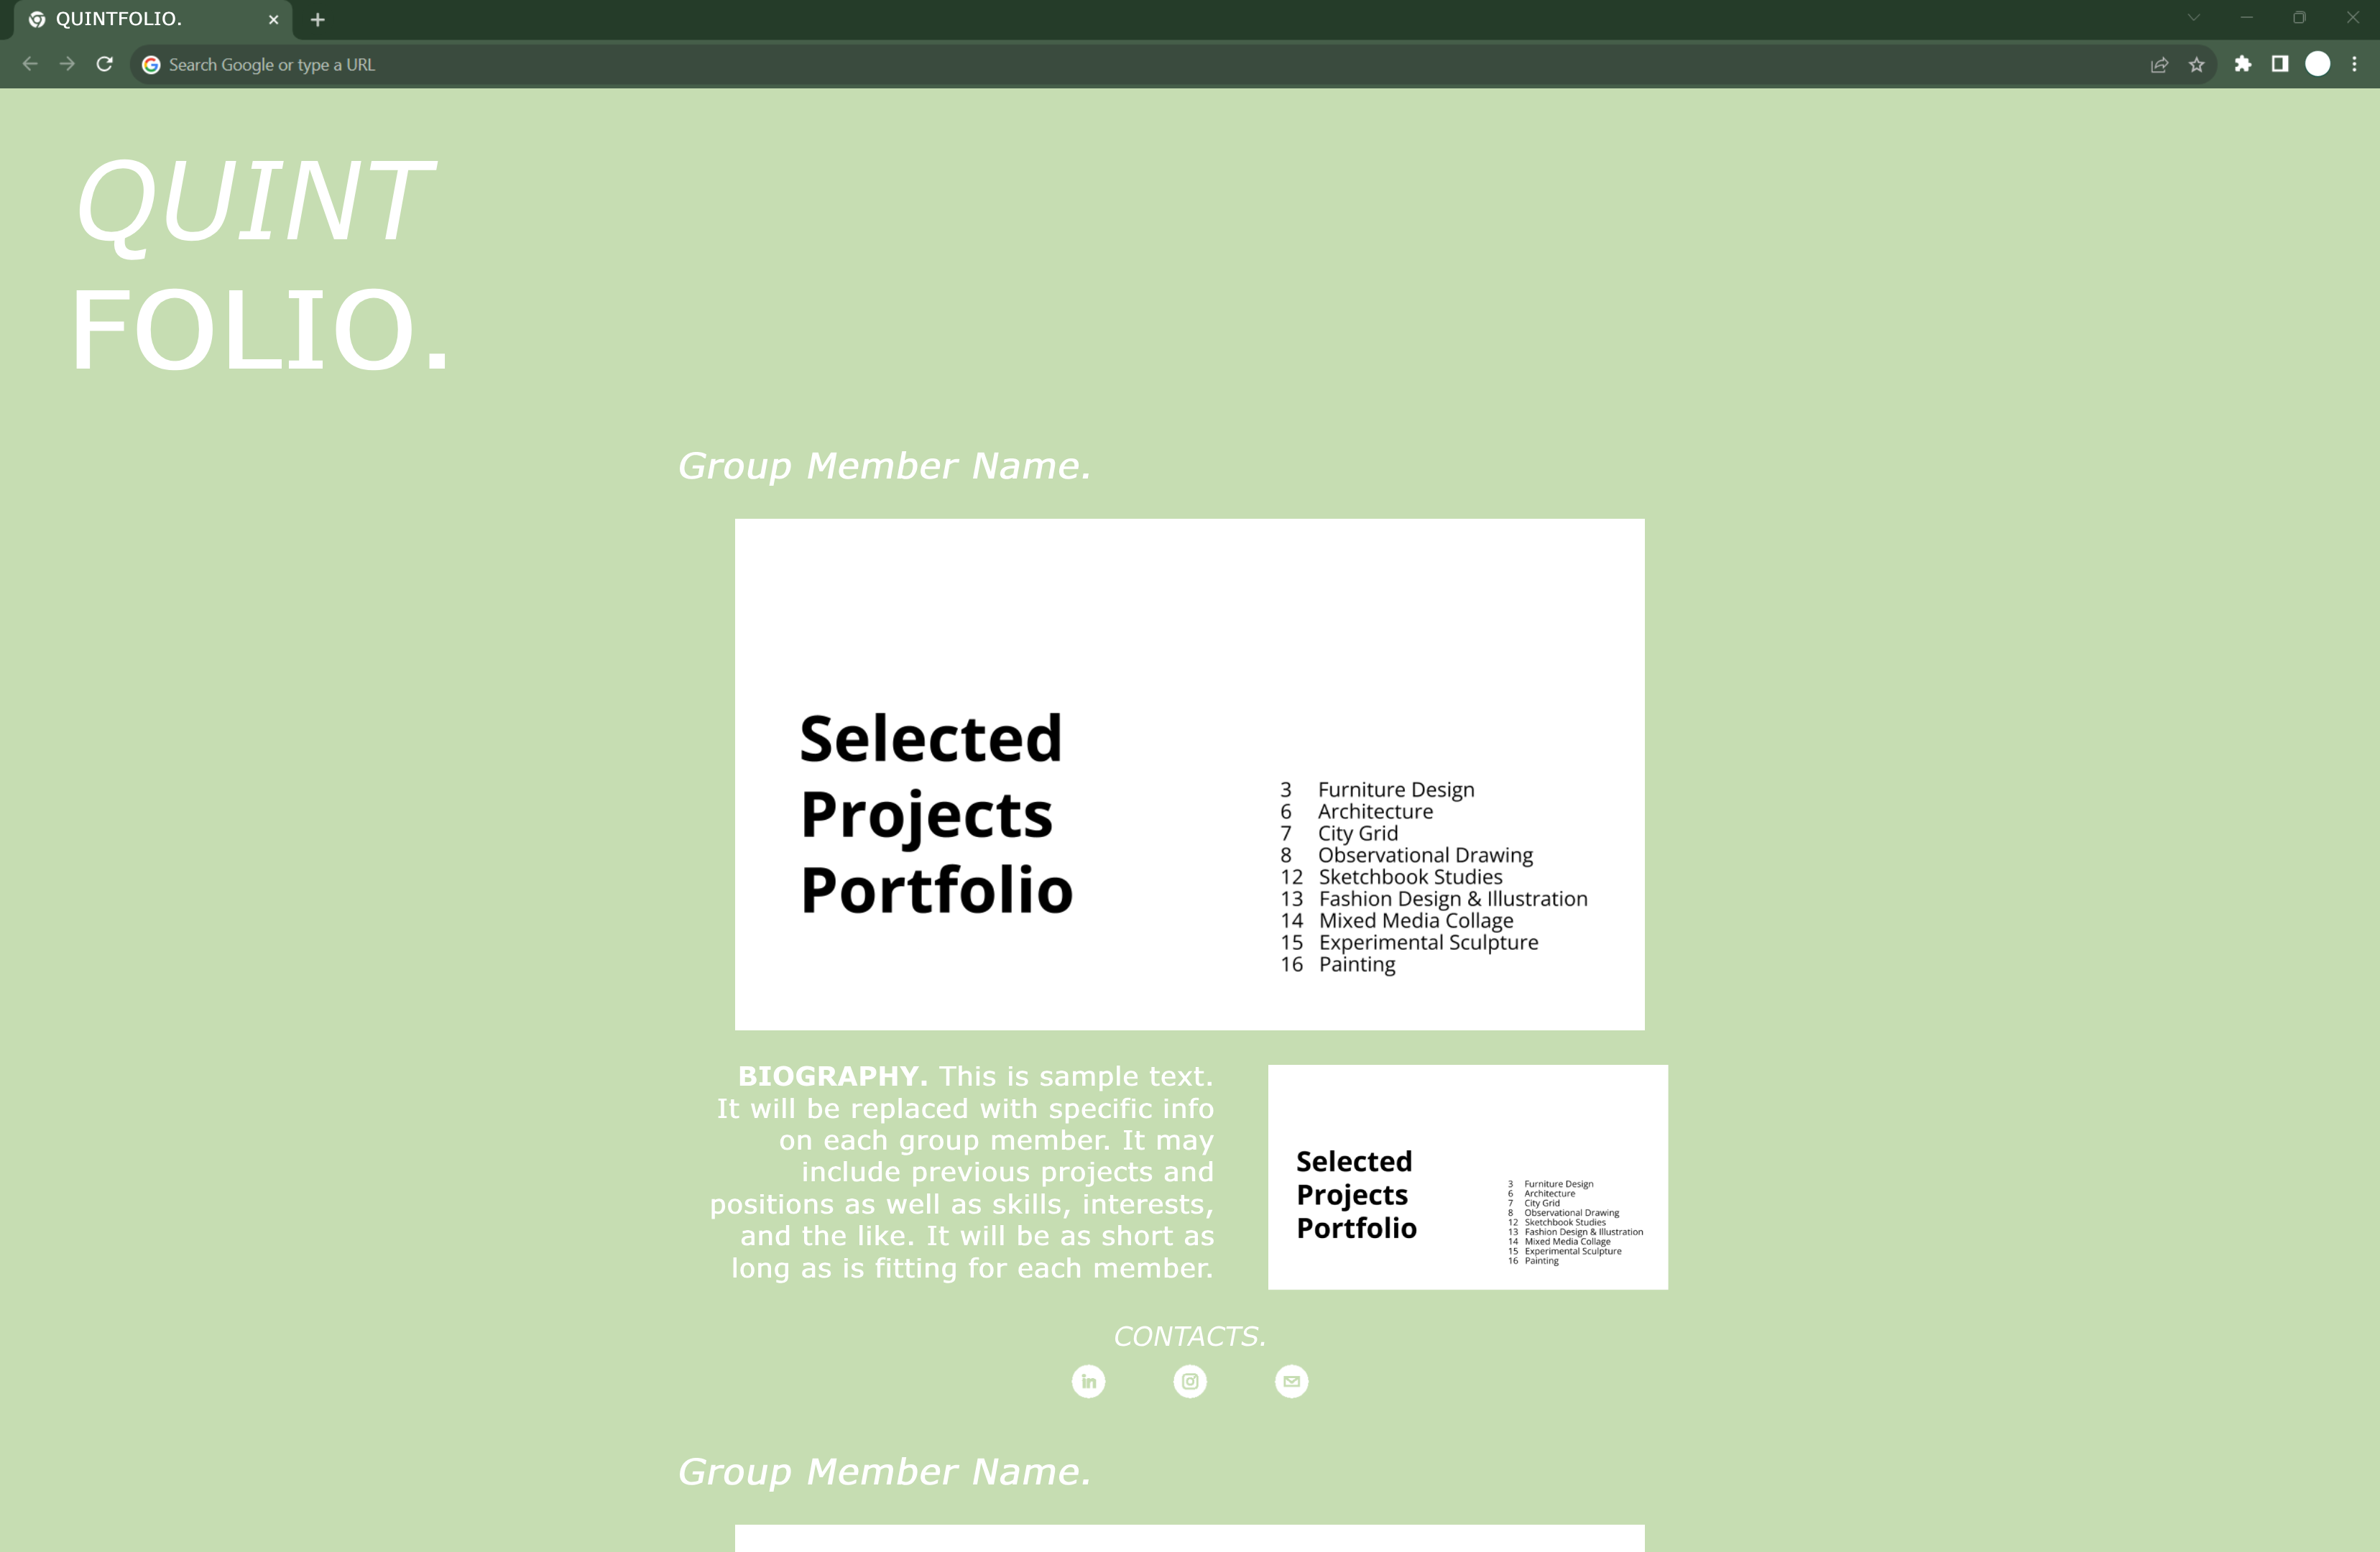 QUINTFOLIO.
Search Google or type a URL
QUINT
FOLIO.
Group Member Name.
Selected
Projects
Portfolio
3 Furniture Design
6 Architecture
7 City Grid
8 Observational Drawing
12 Sketchbook Studies
13 Fashion Design & Illustration
14 Mixed Media Collage
15 Experimental Sculpture
16 Painting
BIOGRAPHY. This is sample text.
It will be replaced with specific info
on each group member. It may
include previous projects and
positions as well as skills, interests,
and the like. It will be as short as
long as is fitting for each member.
Selected
Projects
Portfolio
3 Furniture Design
6 Architecture
7 City Grid
8 Observational Drawing
12 Sketchbook Studies
13 Fashion Design & Illustration
14 Mixed Media Collage
15 Experimental Sculpture
16 Painting
CONTACTS.
in
Group Member Name.